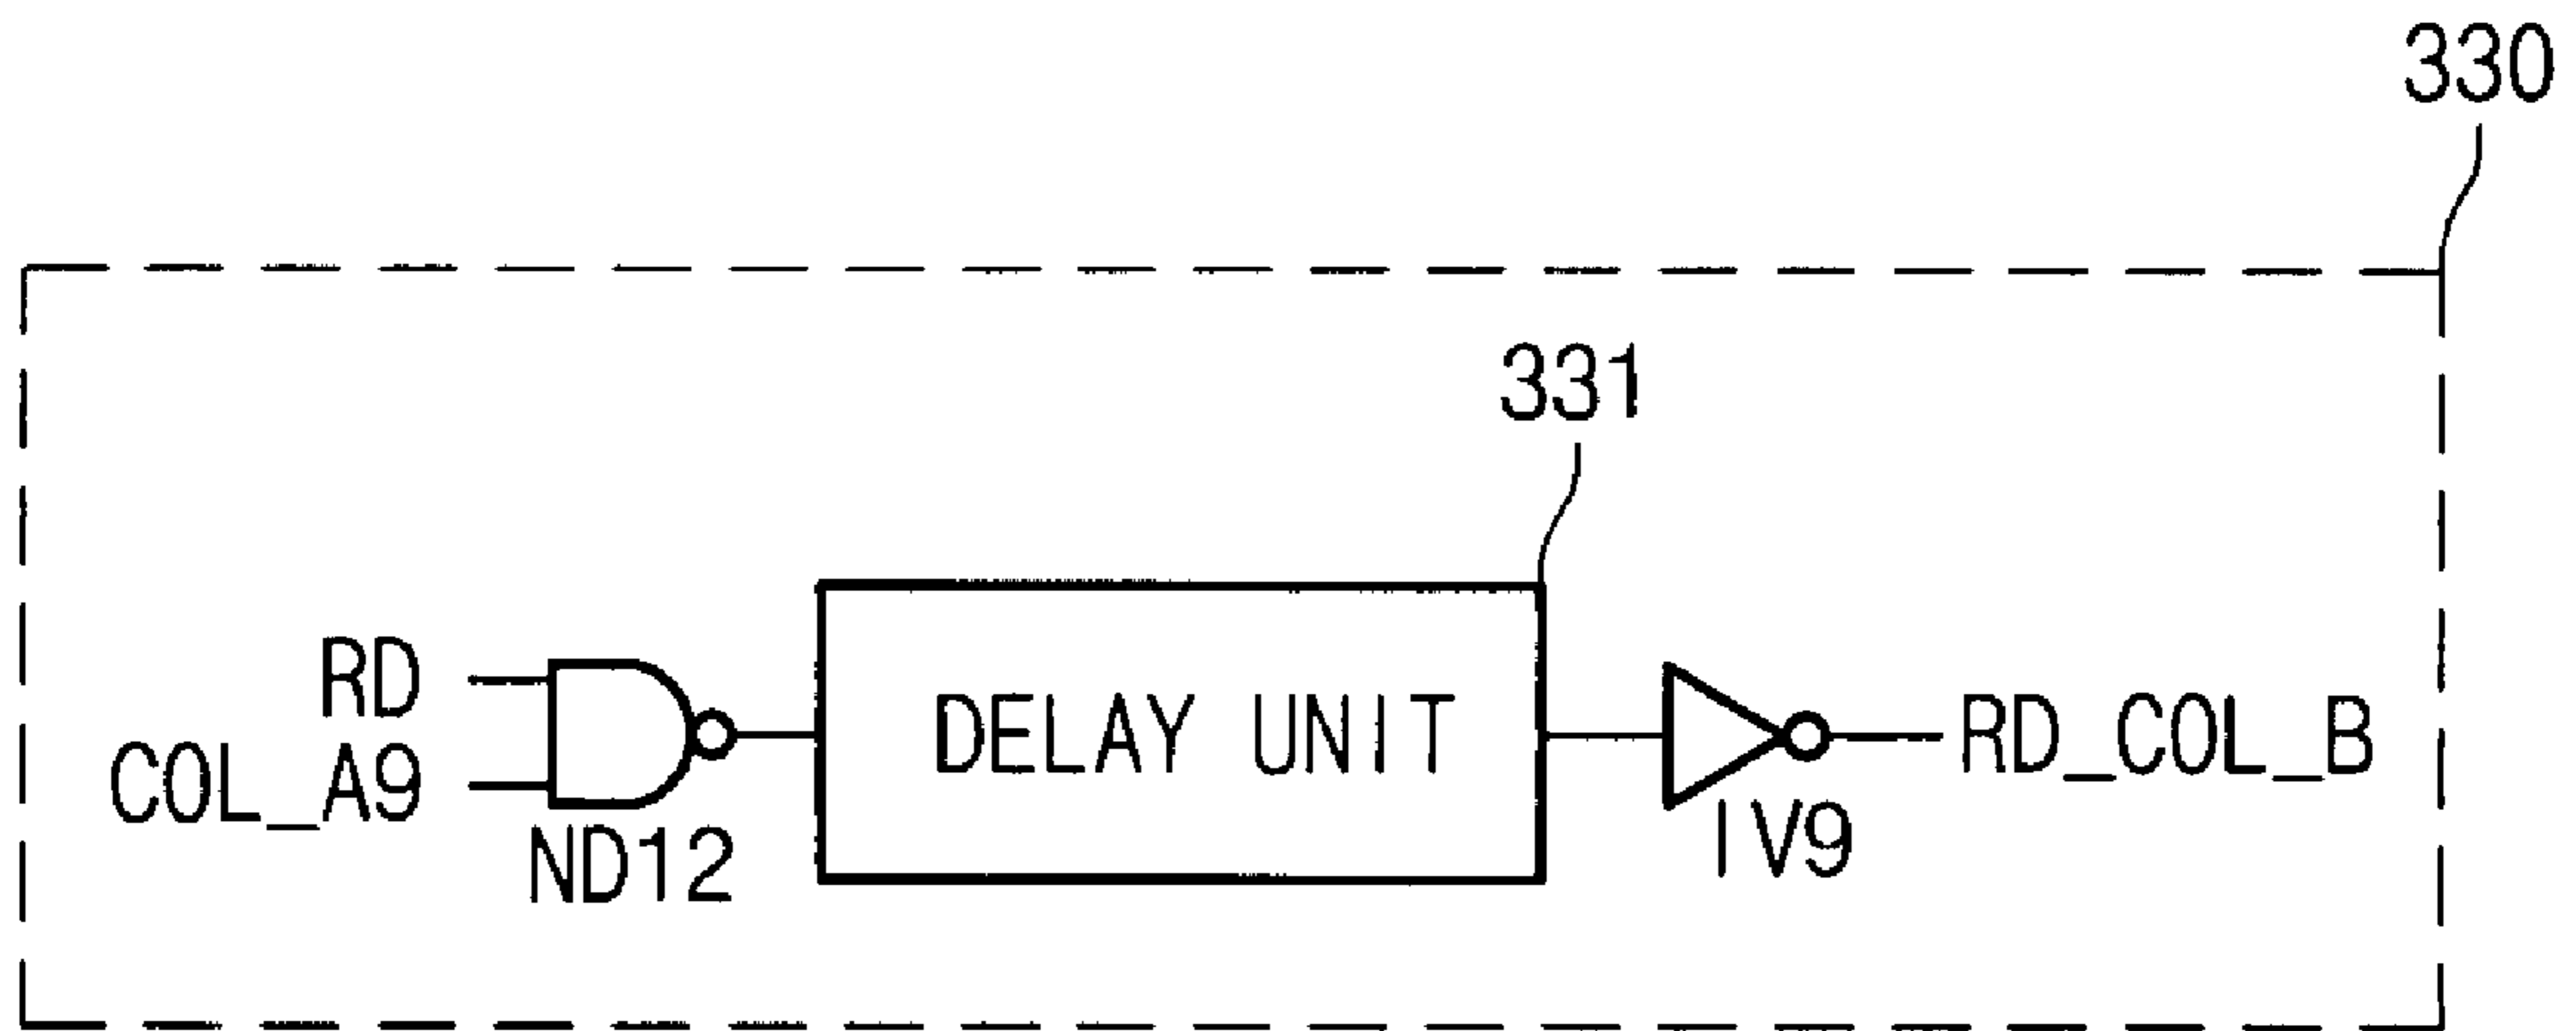 330
331
RD
COL_A9
ND12
DELAY UNIT
IV9
RD_COL_B